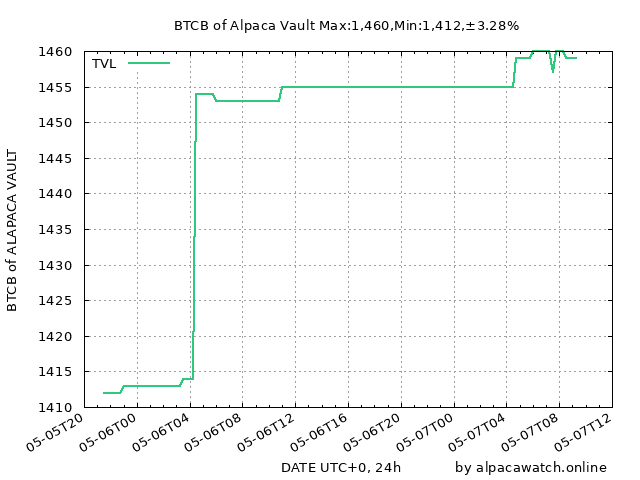 BTCB of Alpaca Vault Max:1,460,Min:1,412,±3.28%
TVL
BTCB of ALAPACA VAULT
1460
1455
1450
1445
1440
1435
1430
1425
1420
1415
1410
05-05T20
05-06T00
05-06T04
05-06T08
05-06T12
05-06T16
05-06T20
05-07T00
05-07T04
05-07T08
05-07T12
DATE UTC+0, 24h
by alpacawatch.online